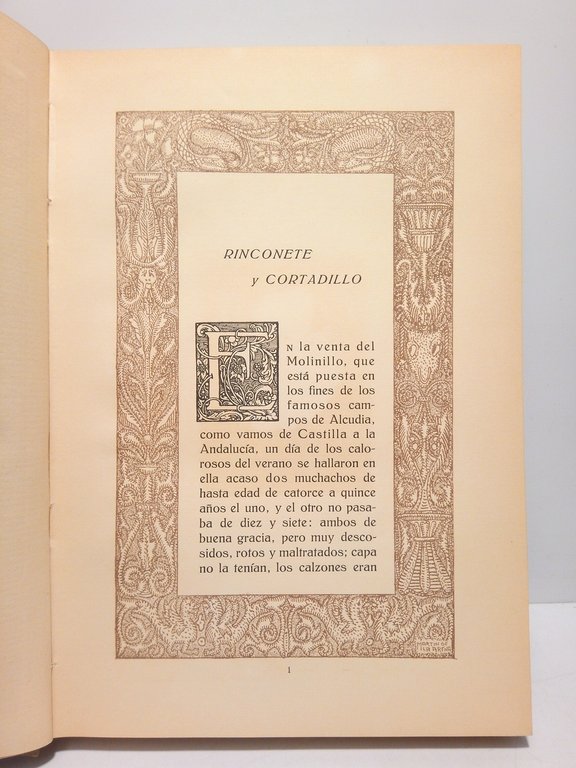 RINCONETE
y CORTADILLO
EN la venta del
Molinillo, que
está puesta en
los fines de los
famosos cam-
pos de Alcudia,
como vamos de Castilla a la
Andalucía, un día de los calo-
rosos del verano se hallaron en
ella acaso dos muchachos de
hasta edad de catorce a quince
años el uno, y el otro no pasa-
ba de diez y siete: ambos de
buena gracia, pero muy desco-
sidos, rotos y maltratados; capa
no la tenían, los calzones eran
1